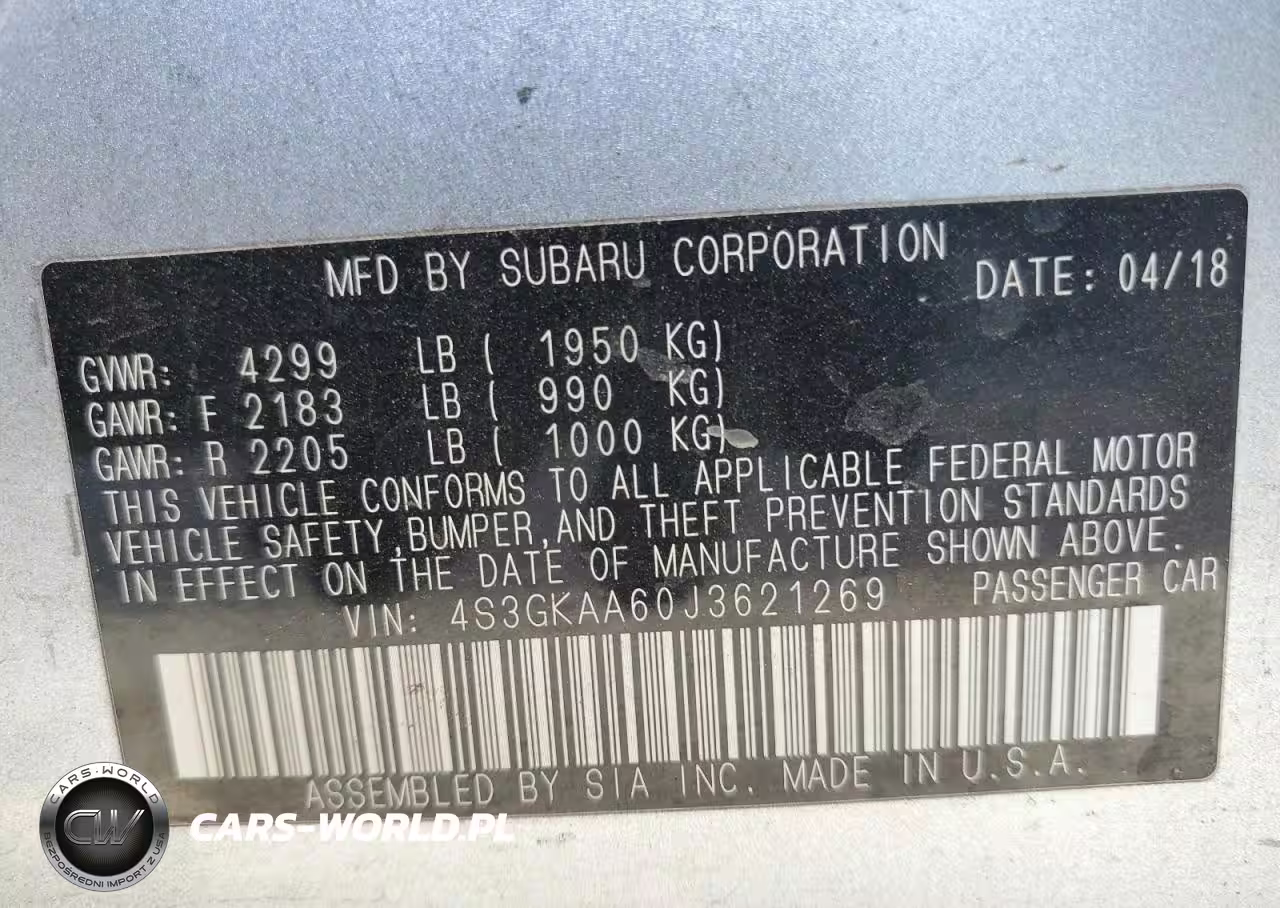 MFD BY SUBARU CORPORATION DATE: 04/18
GVWR: 4299 LB ( 1950 KG)
GAWR: F 2183 LB ( 990 KG)
GAWR: R 2205 LB ( 1000 KG)
THIS VEHICLE CONFORMS TO ALL APPLICABLE FEDERAL MOTOR
VEHICLE SAFETY,BUMPER,AND THEFT PREVENTION STANDARDS
IN EFFECT ON THE DATE OF MANUFACTURE SHOWN ABOVE.
VIN: 4S3GKAA60J3621269 PASSENGER CAR
ASSEMBLED BY SIA INC. MADE IN U.S.A.
CARS-WORLD
CW
BEZPOŚREDNI IMPORT Z USA
CARS-WORLD.PL